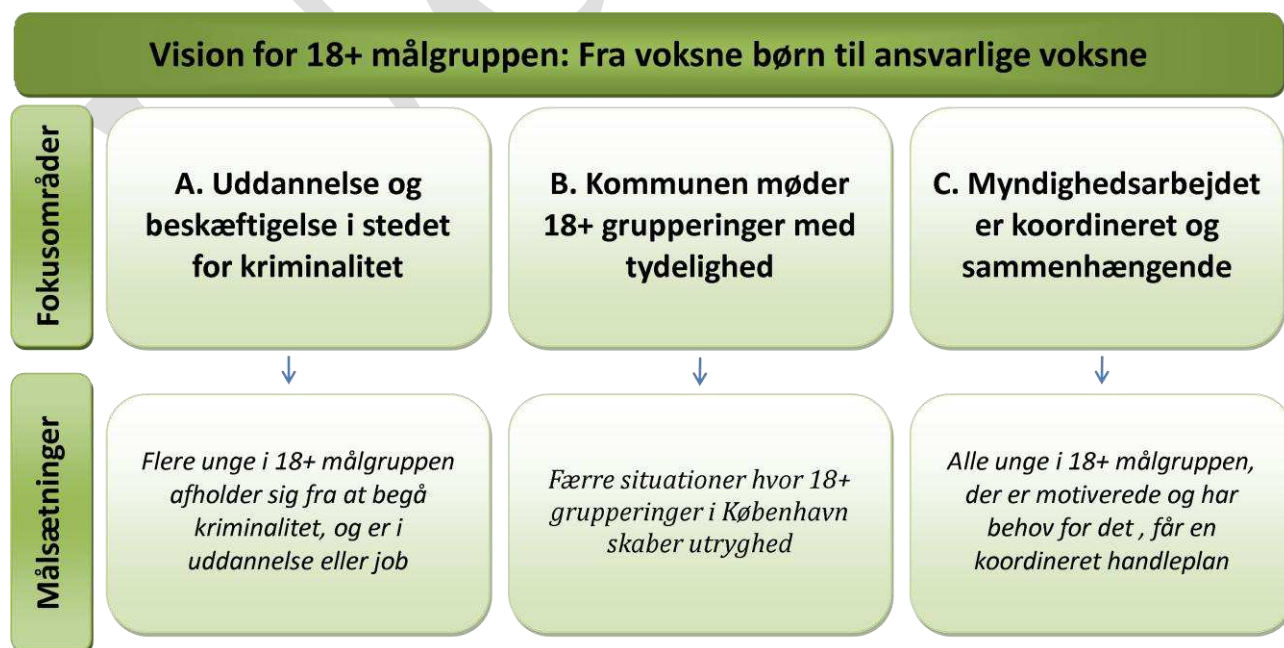 Vision for 18+ målgruppen: Fra voksne børn til ansvarlige voksne
Fokusområder
A. Uddannelse og
beskæftigelse i stedet
for kriminalitet
B. Kommunen møder
18+ grupperinger med
tydelighed
C. Myndighedsarbejdet
er koordineret og
sammenhængende
Målsætninger
Flere unge i 18+ målgruppen
afholder sig fra at begå
kriminalitet, og er i
uddannelse eller job
Færre situationer hvor 18+
grupperinger i København
skaber utryghed
Alle unge i 18+ målgruppen,
der er motiverede og har
behov for det , får en
koordineret handleplan